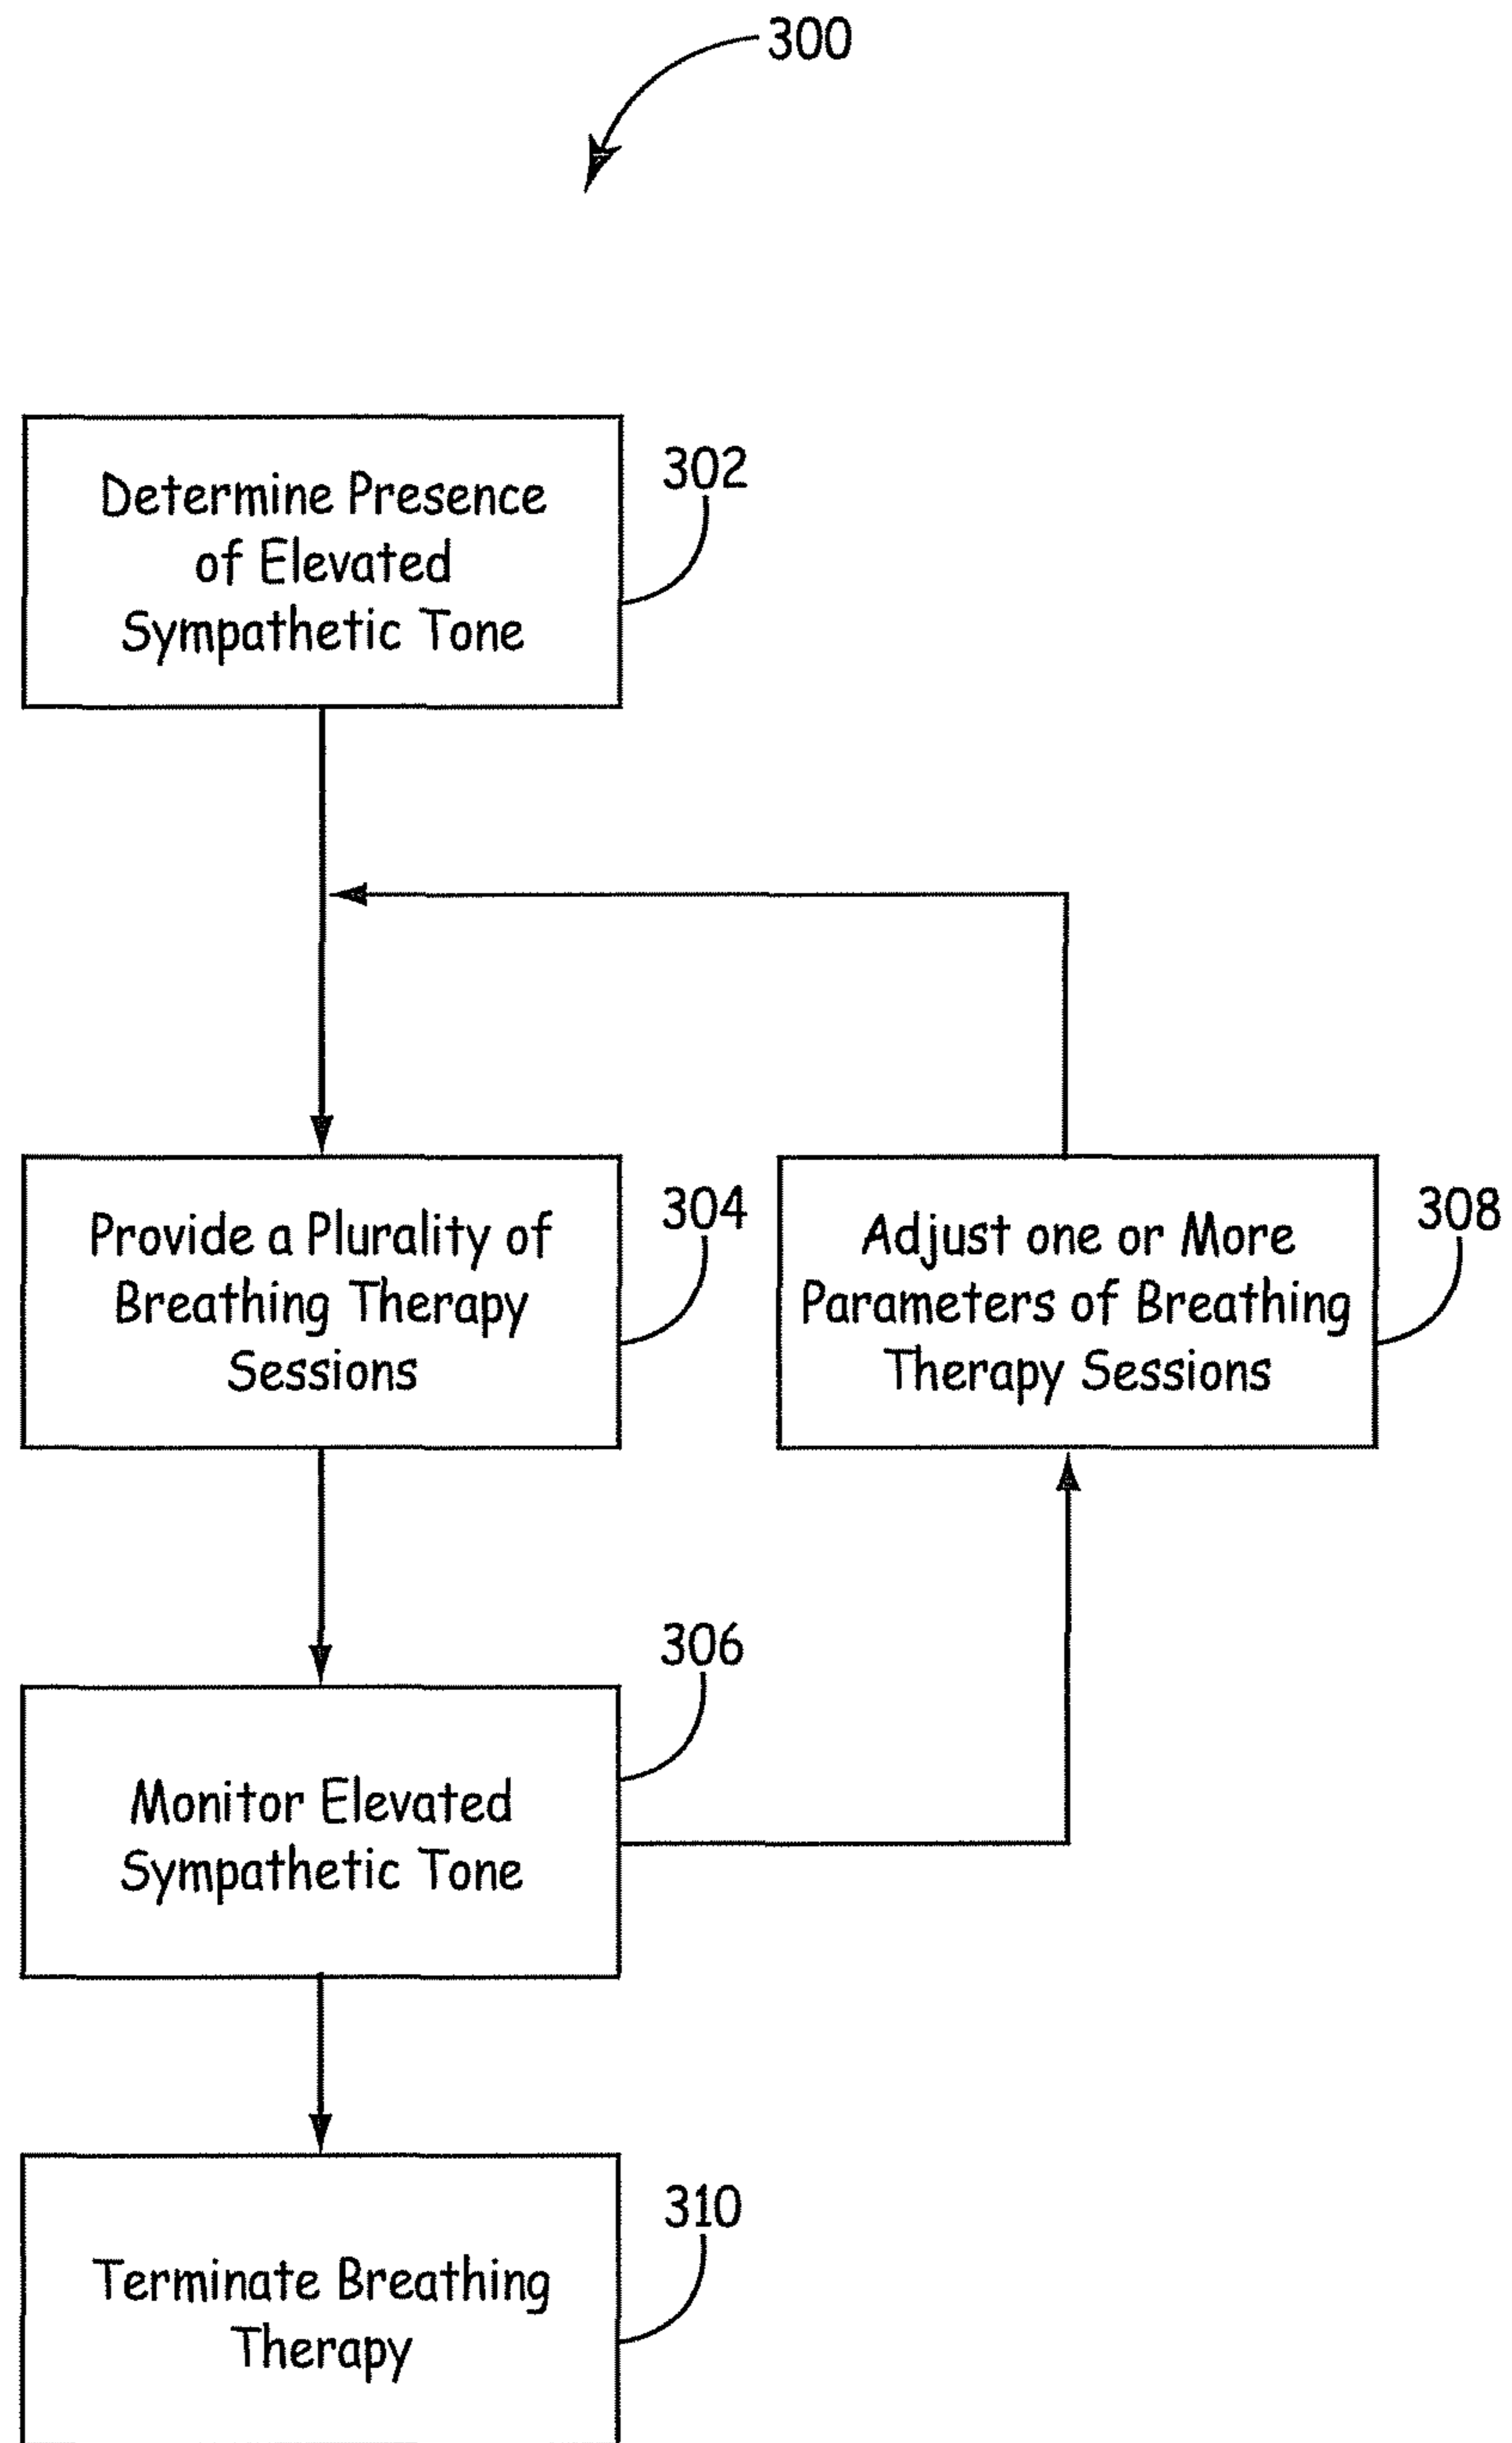 300
Determine Presence
of Elevated
Sympathetic Tone
302
Provide a Plurality of
Breathing Therapy
Sessions
304
Adjust one or More
Parameters of Breathing
Therapy Sessions
308
Monitor Elevated
Sympathetic Tone
306
Terminate Breathing
Therapy
310